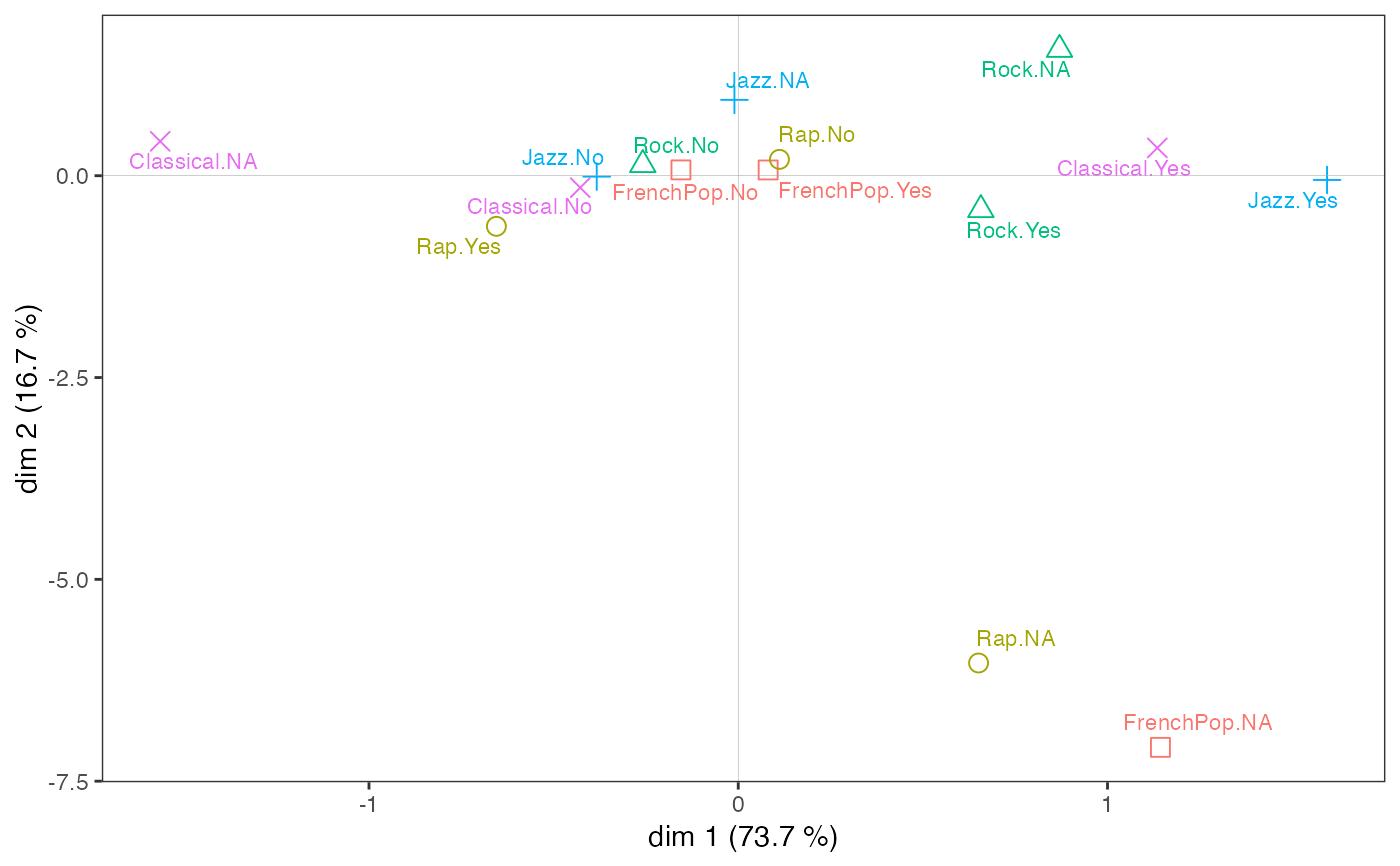 Rock.NA
Jazz.NA
Rap.No
Rock.No
Jazz.No
Classical.NA
Classical.Yes
0.0
FrenchPop.No
FrenchPop.Yes
Jazz.Yes
Classical.No
Rock.Yes
Rap.Yes
-2.5
dim 2 (16.7 %)
-5.0
Rap.NA
FrenchPop.NA
-7.5
-1
0
1
dim 1 (73.7 %)